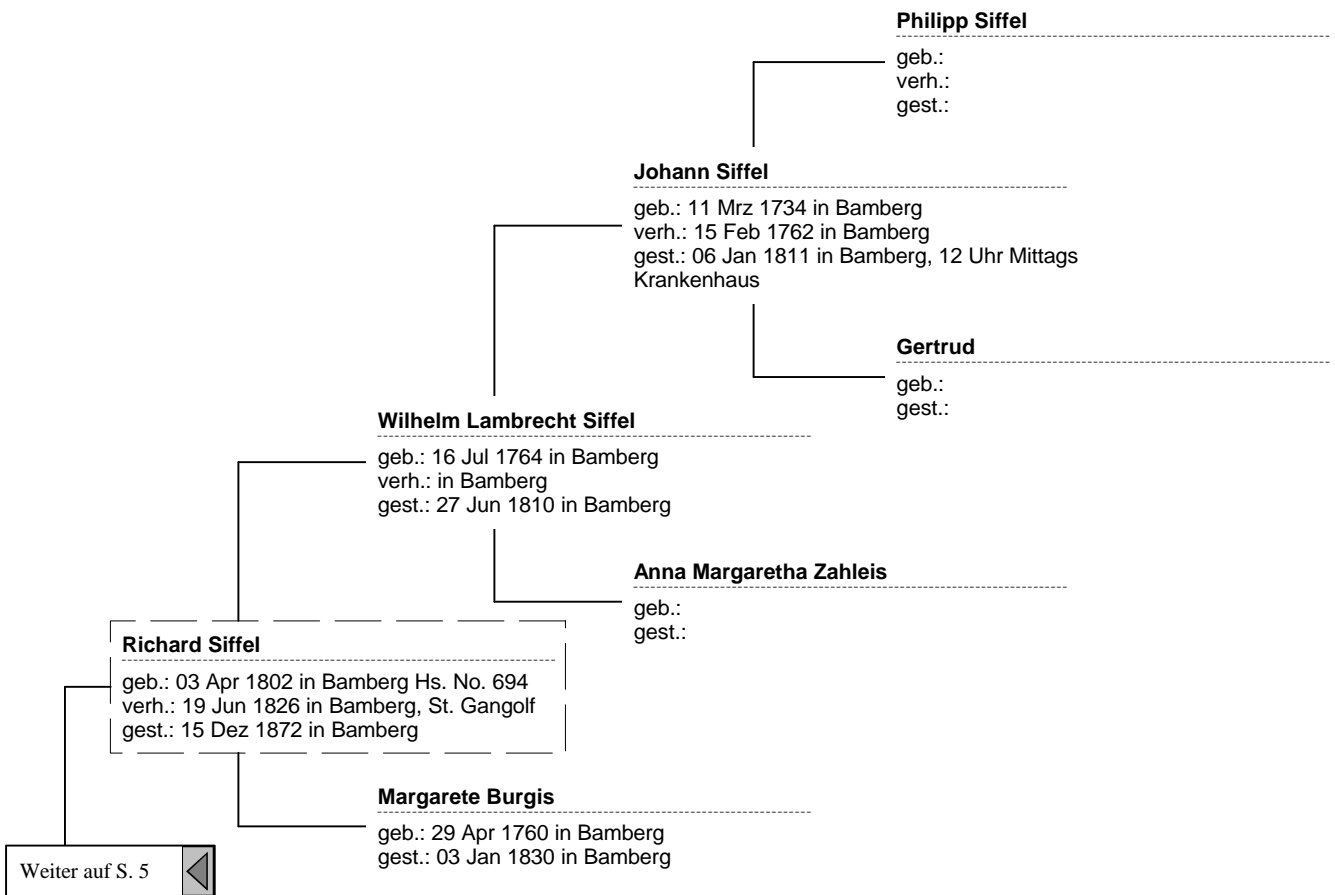 Philipp Siffel
geb.:
verh.:
gest.:
Johann Siffel
geb.: 11 Mrz 1734 in Bamberg
verh.: 15 Feb 1762 in Bamberg
gest.: 06 Jan 1811 in Bamberg, 12 Uhr Mittags
Krankenhaus
Gertrud
geb.:
gest.:
Wilhelm Lambrecht Siffel
geb.: 16 Jul 1764 in Bamberg
verh.: in Bamberg
gest.: 27 Jun 1810 in Bamberg
Anna Margaretha Zahleis
geb.:
gest.:
Richard Siffel
geb.: 03 Apr 1802 in Bamberg Hs. No. 694
verh.: 19 Jun 1826 in Bamberg, St. Gangolf
gest.: 15 Dez 1872 in Bamberg
Margarete Burgis
geb.: 29 Apr 1760 in Bamberg
gest.: 03 Jan 1830 in Bamberg
Weiter auf S. 5